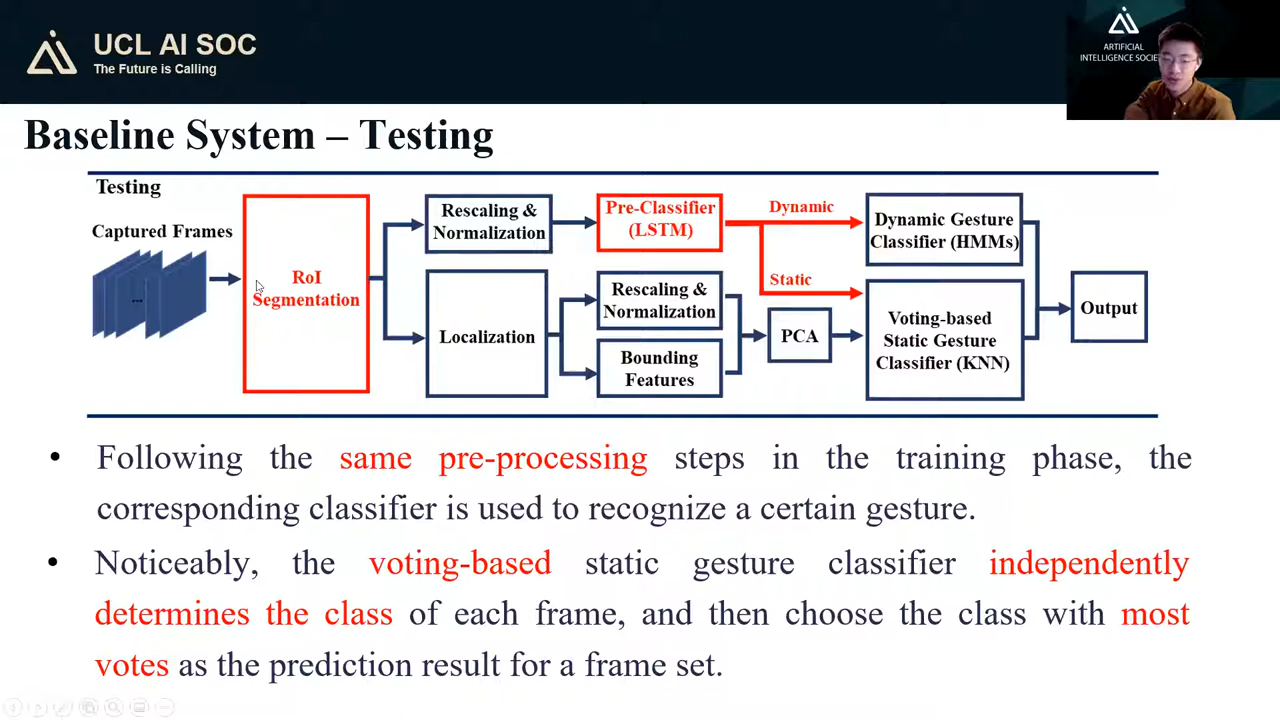 UCL AI SOC
The Future is Calling
ARTIFICIAL
INTELLIGENCE SOCIE
Baseline System – Testing
Testing
Captured Frames
...
RoI
Segmentation
Rescaling &
Normalization
Localization
Pre-Classifier
(LSTM)
Rescaling &
Normalization
Bounding
Features
PCA
Dynamic
Static
Dynamic Gesture
Classifier (HMMs)
Voting-based
Static Gesture
Classifier (KNN)
Output
• Following the same pre-processing steps in the training phase, the
corresponding classifier is used to recognize a certain gesture.
• Noticeably, the voting-based static gesture classifier independently
determines the class of each frame, and then choose the class with most
votes as the prediction result for a frame set.